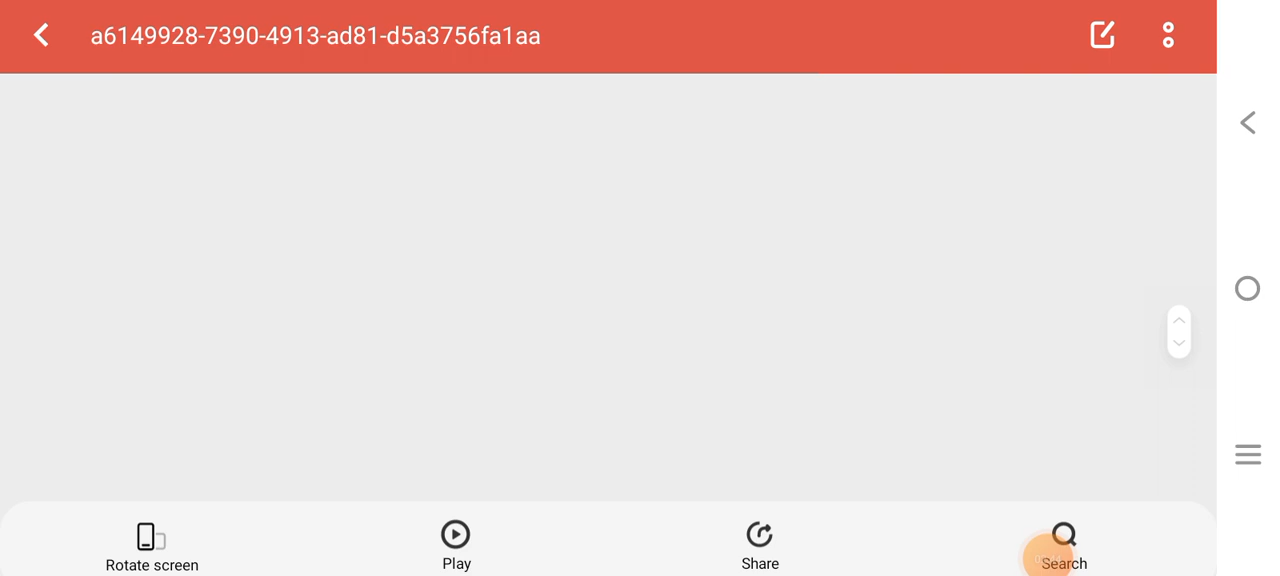 a6149928-7390-4913-ad81-d5a3756fa1aa
Rotate screen
Play
Share
Search